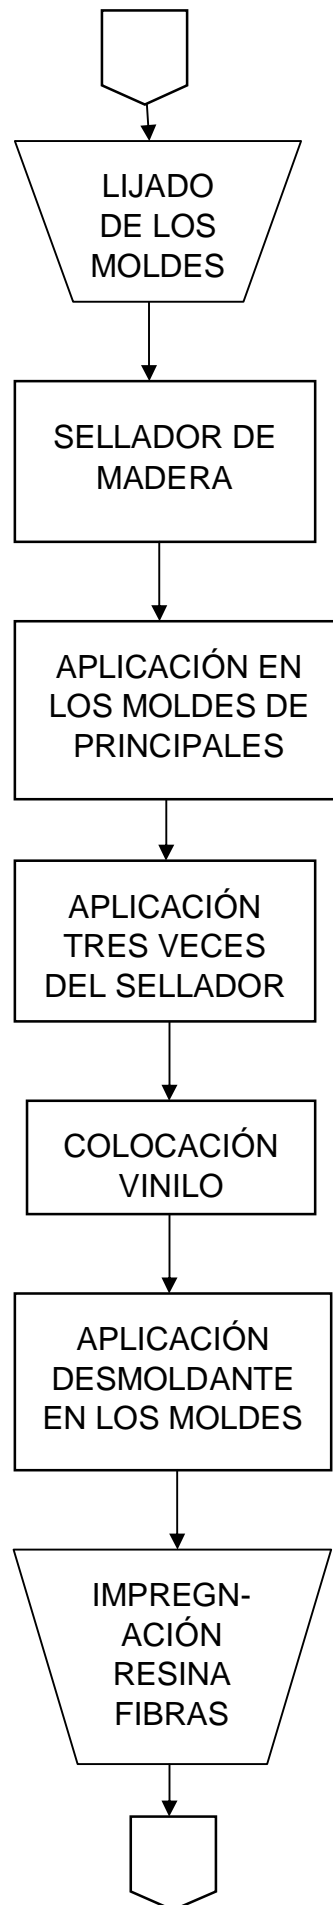 LIJADO
DE LOS
MOLDES
SELLADOR DE
MADERA
APLICACIÓN EN
LOS MOLDES DE
PRINCIPALES
APLICACIÓN
TRES VECES
DEL SELLADOR
COLOCACIÓN
VINILO
APLICACIÓN
DESMOLDANTE
EN LOS MOLDES
IMPREGN-
ACIÓN
RESINA
FIBRAS